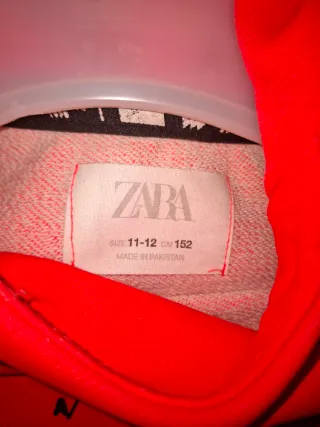 ZARA
SIZE 11-12 CM 152
MADE IN PAKISTAN